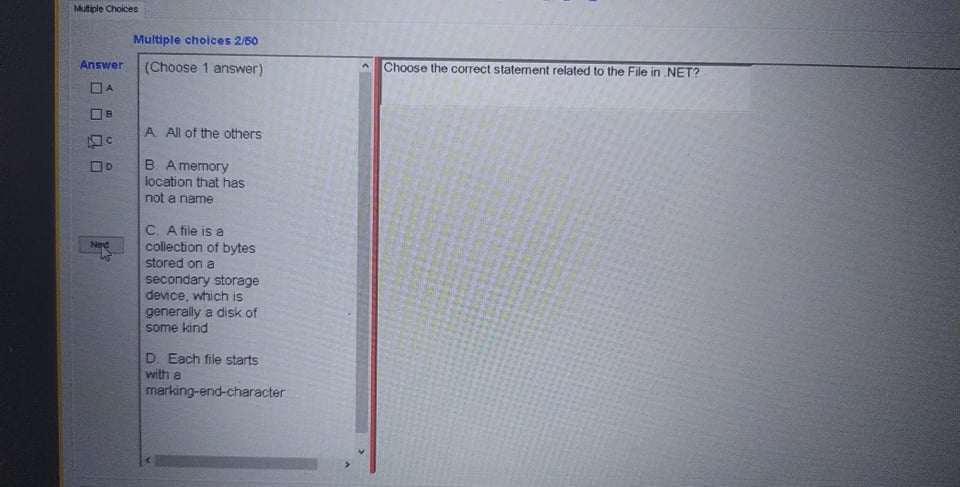 Multiple Choices
Multiple choices 2/50
Answer
(Choose 1 answer)
Choose the correct statement related to the File in .NET?
A
B
C
D
A. All of the others
B. A memory
location that has
not a name
C. A file is a
collection of bytes
stored on a
secondary storage
device, which is
generally a disk of
some kind
D. Each file starts
with a
marking-end-character
Next